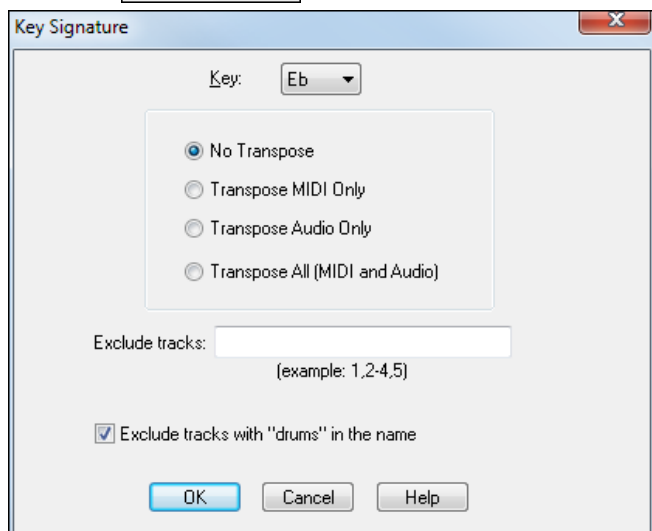 Key Signature
Key: Eb
No Transpose
Transpose MIDI Only
Transpose Audio Only
Transpose All (MIDI and Audio)
Exclude tracks:
(example: 1,2-4,5)
Exclude tracks with "drums" in the name
OK Cancel Help